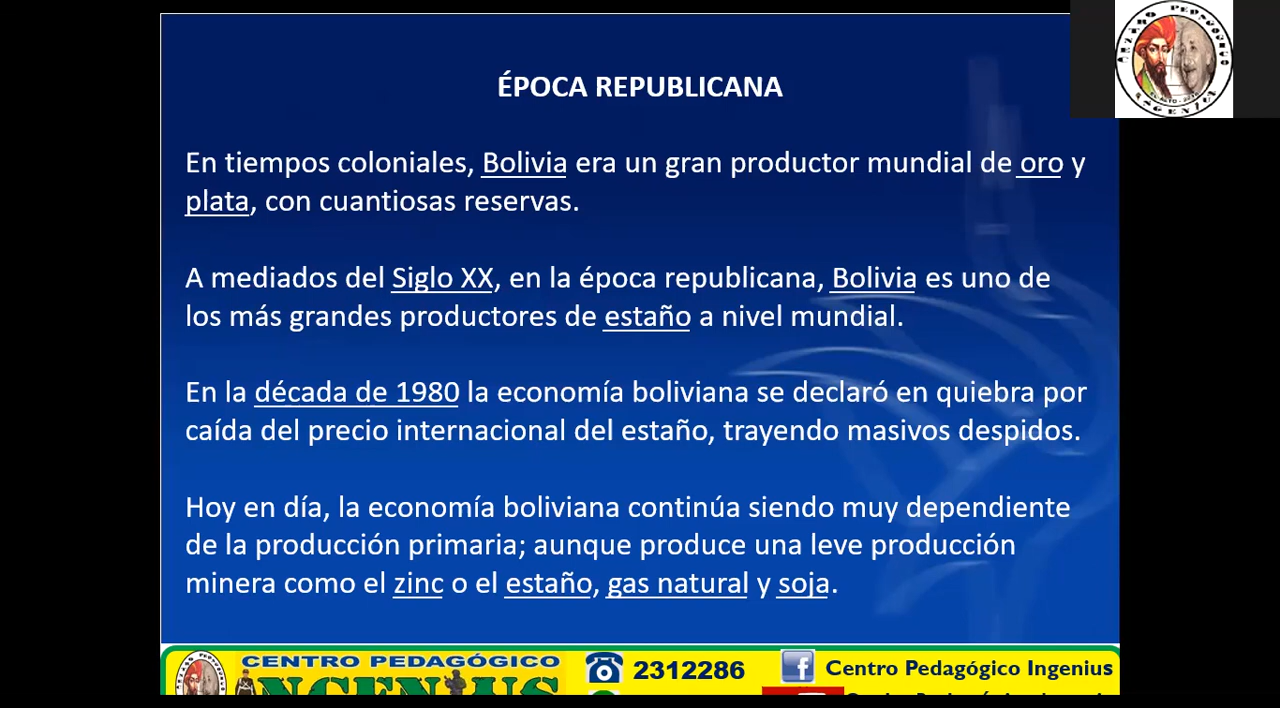 ÉPOCA REPUBLICANA
En tiempos coloniales, Bolivia era un gran productor mundial de oro y
plata, con cuantiosas reservas.
A mediados del Siglo XX, en la época republicana, Bolivia es uno de
los más grandes productores de estaño a nivel mundial.
En la década de 1980 la economía boliviana se declaró en quiebra por
caída del precio internacional del estaño, trayendo masivos despidos.
Hoy en día, la economía boliviana continúa siendo muy dependiente
de la producción primaria; aunque produce una leve producción
minera como el zinc o el estaño, gas natural y soja.
CENTRO PEDAGÓGICO
INGENIUS
2312286
Centro Pedagógico Ingenius